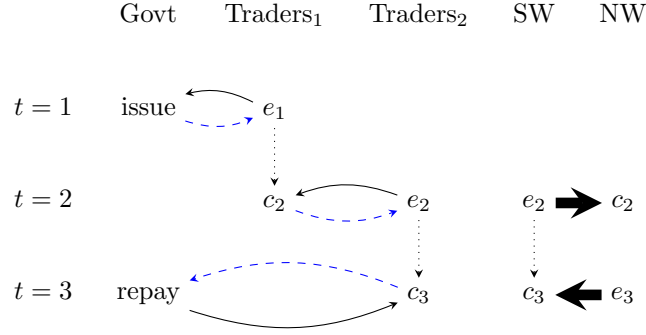 Govt Traders₁ Traders₂ SW NW
t = 1 issue e₁
t = 2 c₂ e₂ e₂ c₂
t = 3 repay c₃ c₃ e₃